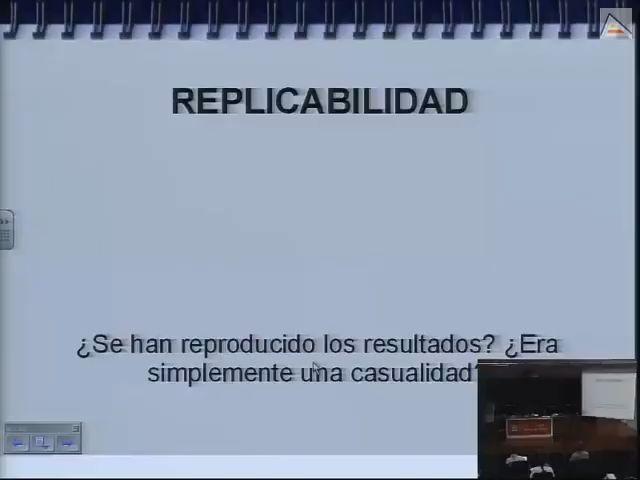 REPLICABILIDAD
¿Se han reproducido los resultados? ¿Era
simplemente una casualidad?